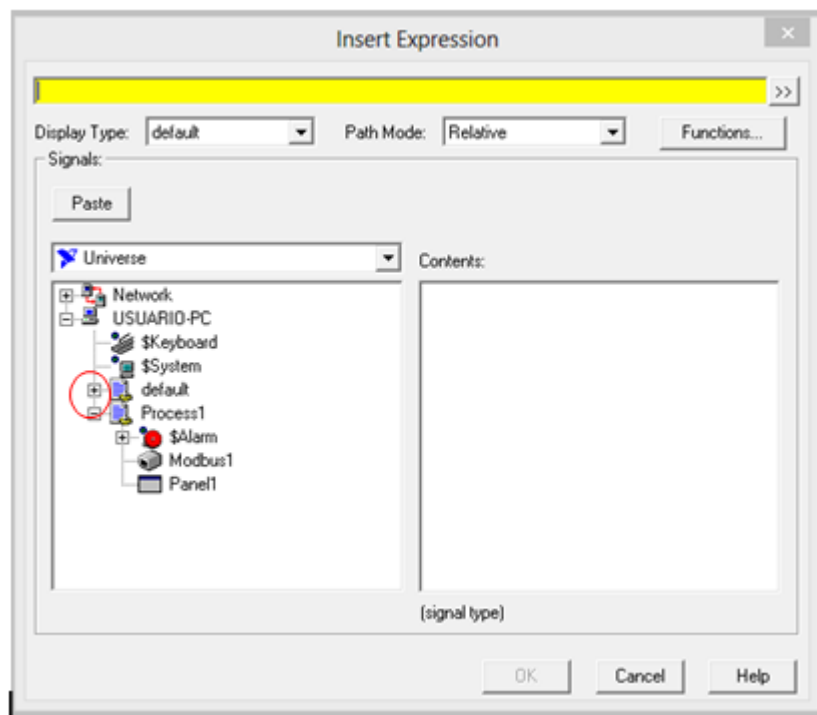 Insert Expression
>>
Display Type: default Path Mode: Relative Functions...
Signals:
Paste
Universe
Contents:
Network
USUARIO-PC
$Keyboard
$System
default
Process1
$Alarm
Modbus1
Panel1
(signal type)
OK Cancel Help